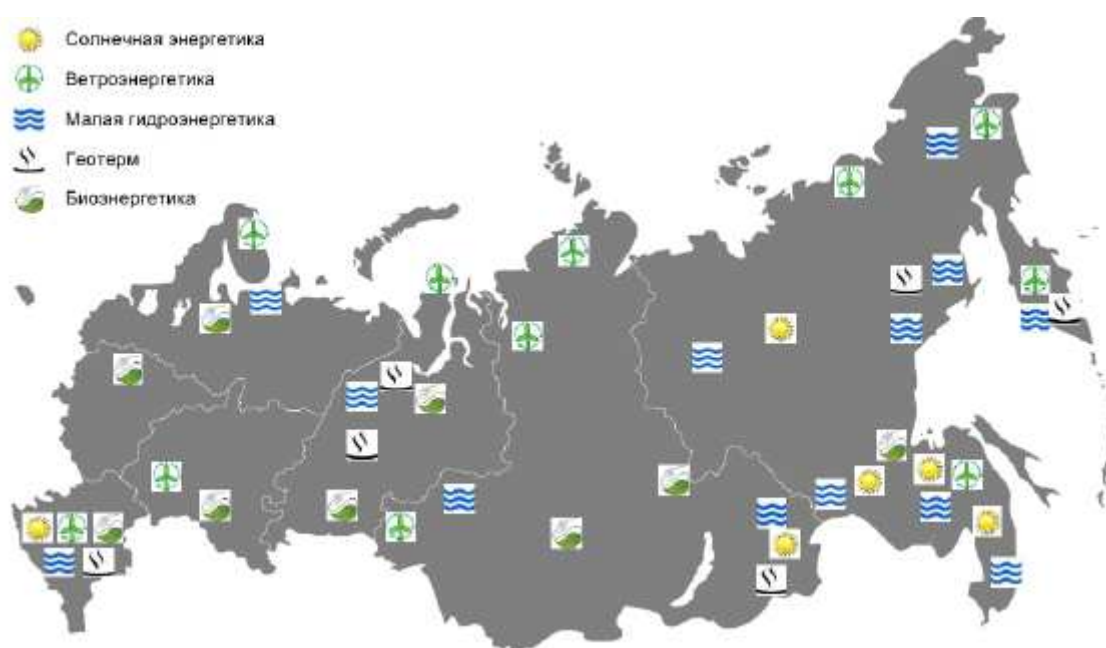 Солнечная энергетика
Ветроэнергетика
Малая гидроэнергетика
Геотерм
Биоэнергетика